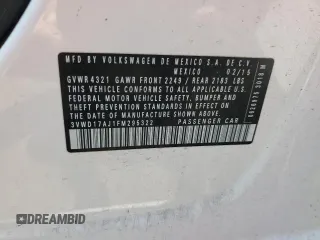 MFD. BY VOLKSWAGEN DE MEXICO S.A. DE C.V
MEXICO 02/15
GVWR 4321 GAWR FRONT 2249 / REAR 2183 LBS
THIS VEHICLE CONFORMS TO ALL APPLICABLE
FEDERAL MOTOR VEHICLE SAFETY, BUMPER, AND
THEFT PREVENTION STANDARDS IN EFFECT ON
THE DATE OF MANUFACTURE SHOWN ABOVE.
3VWD17AJ1FM295322 PASSENGER CAR
©AUTOBIDMASTER